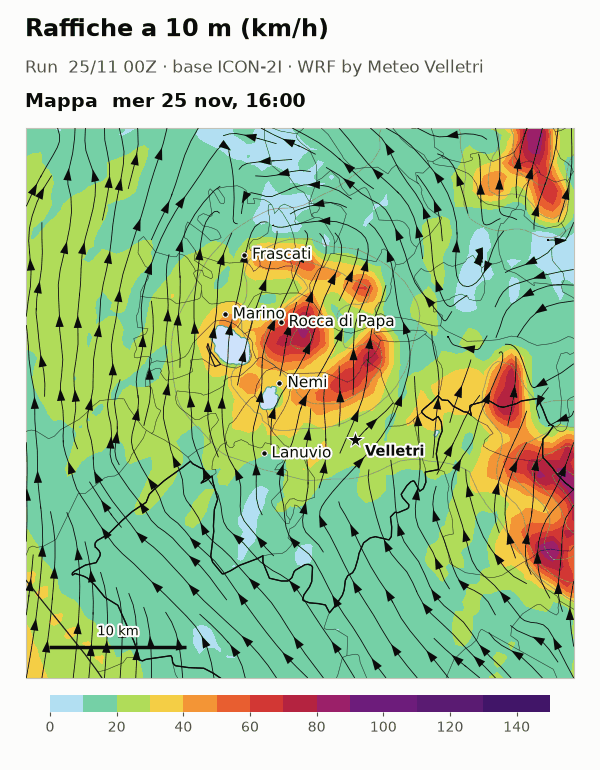 Raffiche a 10 m (km/h)
Run  25/11 00Z · base ICON-2I · WRF by Meteo Velletri
Mappa  mer 25 nov, 16:00
Frascati
Marino
Rocca di Papa
Nemi
Velletri
Lanuvio
10 km
0 20 40 60 80 100 120 140